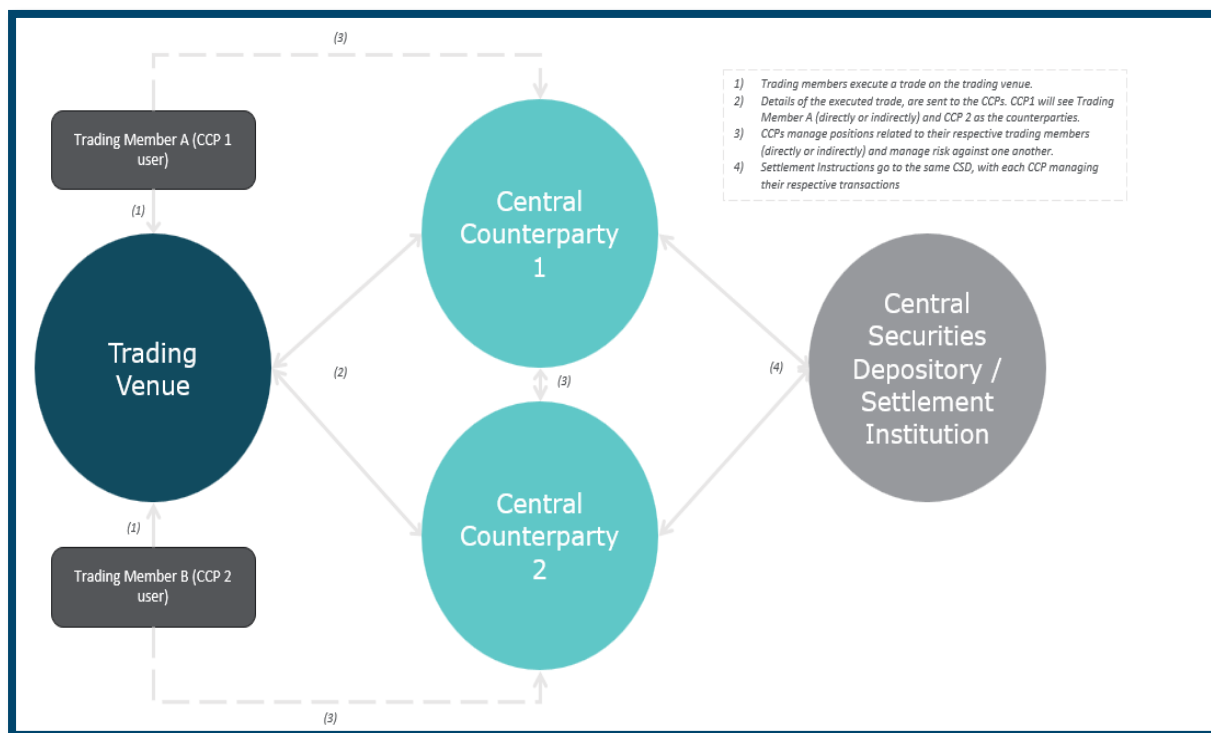 (3)
1) Trading members execute a trade on the trading venue.
2) Details of the executed trade, are sent to the CCPs. CCP1 will see Trading
Member A (directly or indirectly) and CCP 2 as the counterparties.
3) CCPs manage positions related to their respective trading members
(directly or indirectly) and manage risk against one another.
4) Settlement Instructions go to the same CSD, with each CCP managing
their respective transactions
Trading Member A (CCP 1
user)
(1)
Central
Counterparty
1
Trading
Venue
(2)
(3)
(4)
Central
Securities
Depository /
Settlement
Institution
Central
Counterparty
2
(1)
Trading Member B (CCP 2
user)
(3)